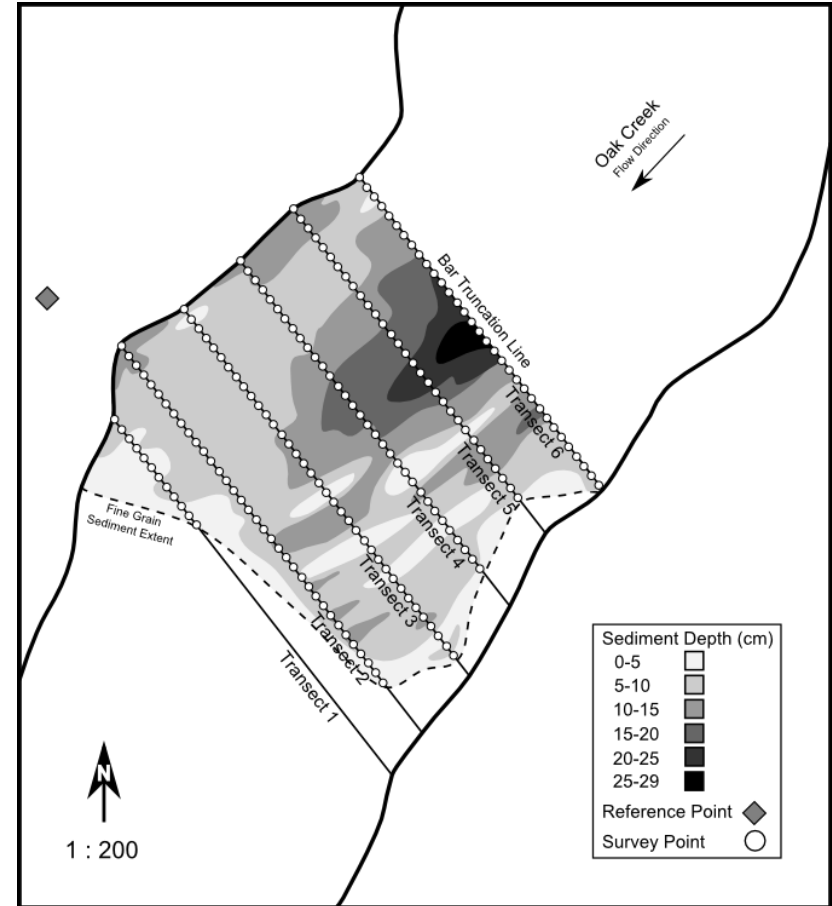 Oak Creek
Flow Direction
Bar Truncation Line
Transect 6
Transect 5
Transect 4
Transect 3
Transect 2
Transect 1
Fine Grain
Sediment Extent
N
1 : 200
Sediment Depth (cm)
0-5
5-10
10-15
15-20
20-25
25-29
Reference Point
Survey Point